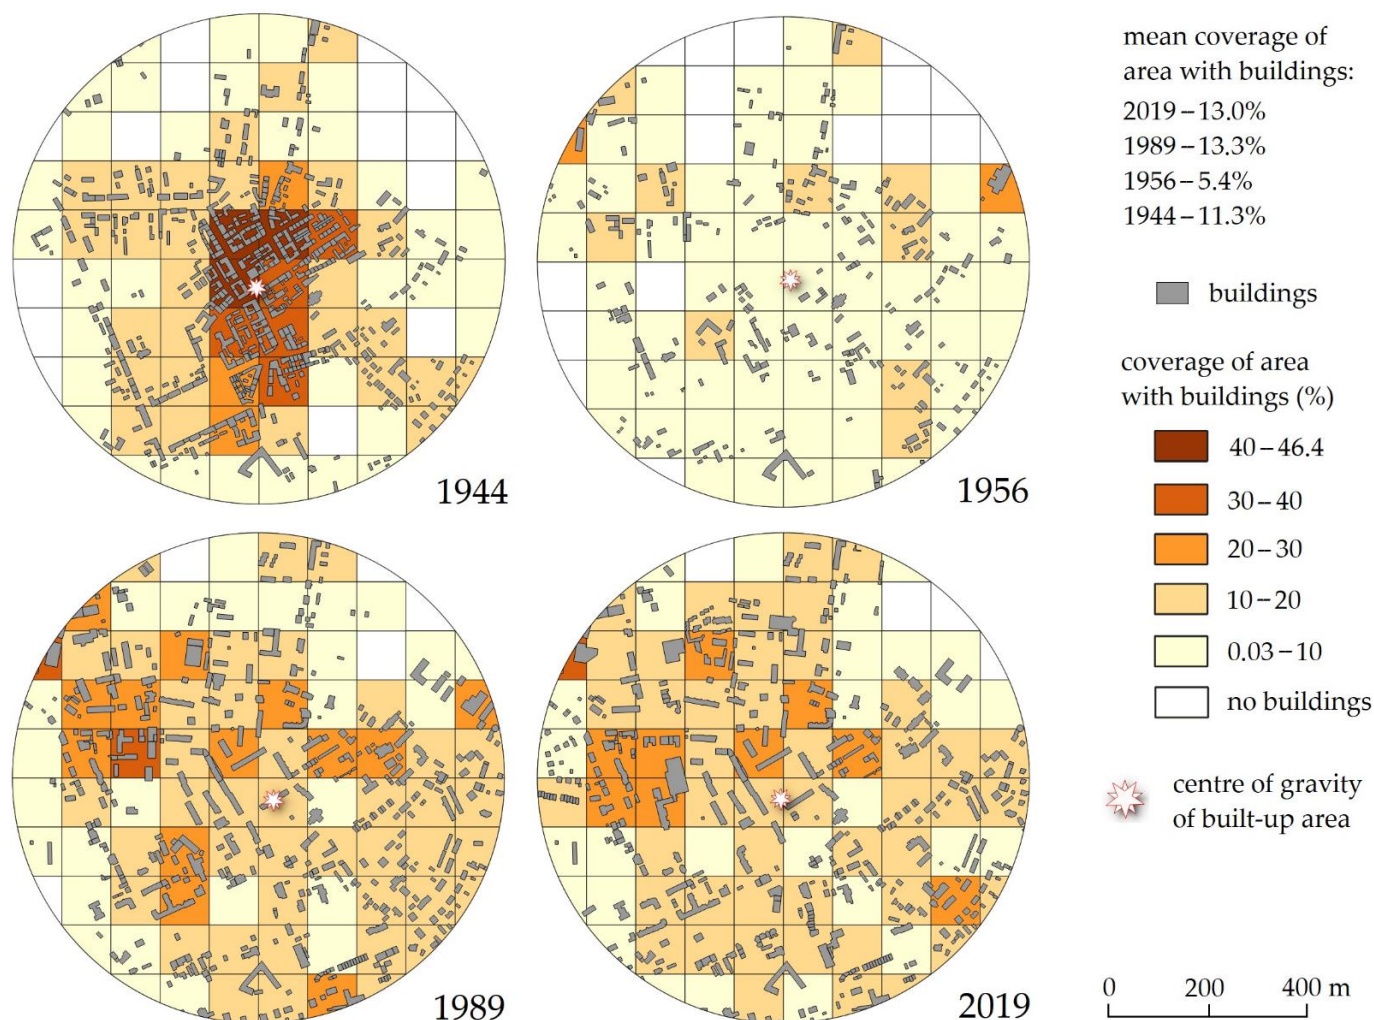 1944
1956
1989
2019
mean coverage of
area with buildings:
2019 – 13.0%
1989 – 13.3%
1956 – 5.4%
1944 – 11.3%
buildings
coverage of area
with buildings (%)
40 – 46.4
30 – 40
20 – 30
10 – 20
0.03 – 10
no buildings
centre of gravity
of built-up area
0 200 400 m